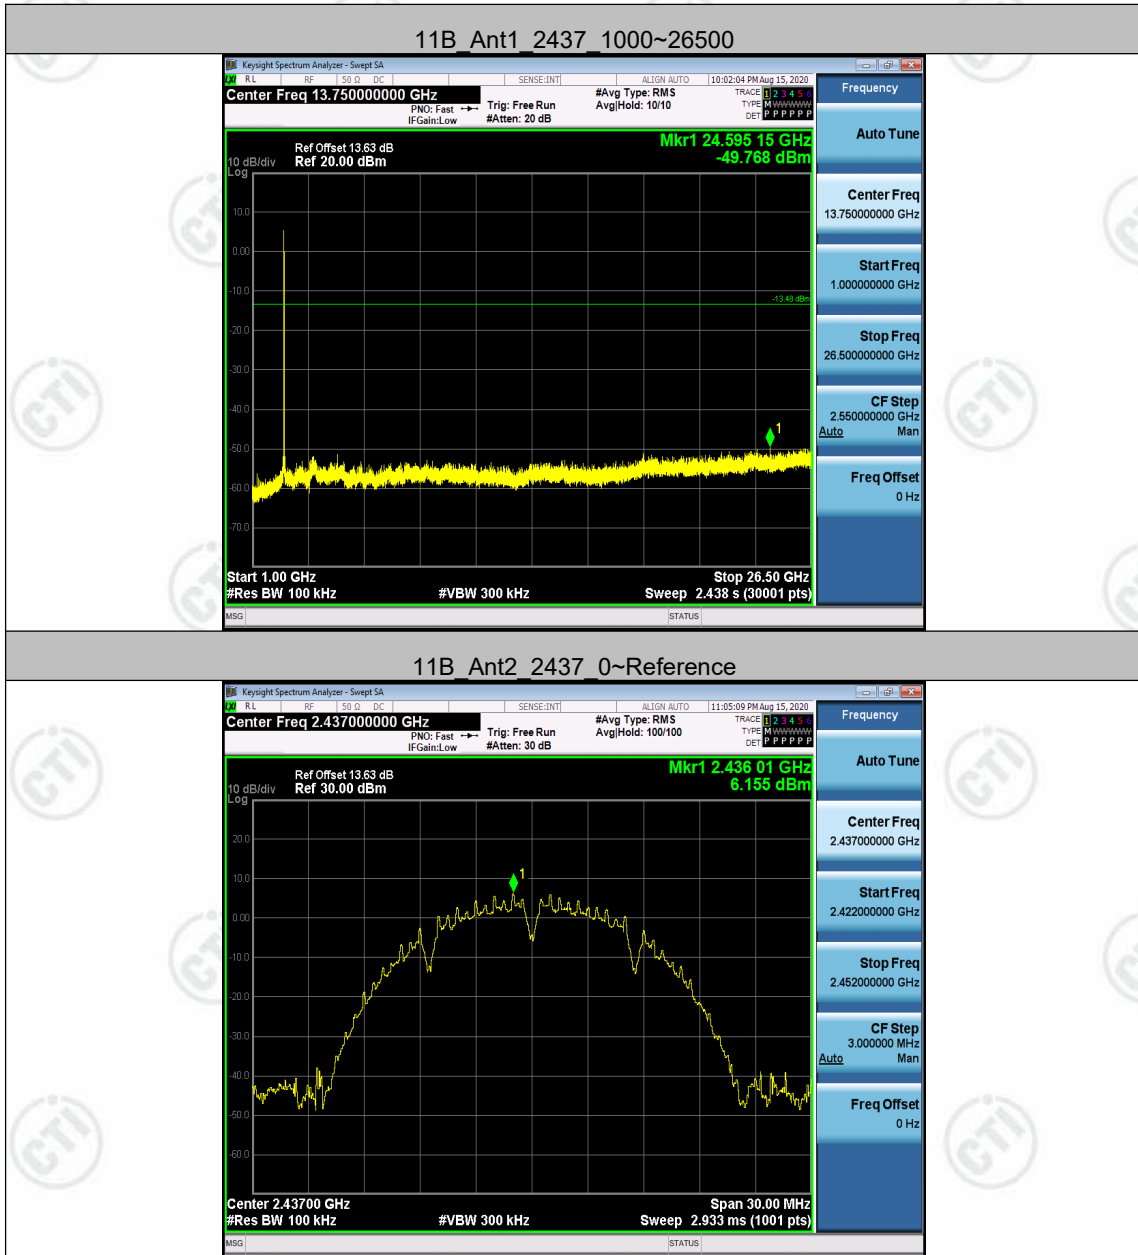 11B_Ant1_2437_1000~26500
Keysight Spectrum Analyzer - Swept SA
LXI RL RF 50 Ω DC SENSE:INT ALIGN AUTO 10:02:04 PM Aug 15, 2020
Center Freq 13.750000000 GHz
PNO: Fast
IFGain:Low
Trig: Free Run
#Atten: 20 dB
#Avg Type: RMS
Avg|Hold: 10/10
TRACE 1 2 3 4 5 6
TYPE M W W W W W
DET P P P P P P
Frequency
Mkr1 24.595 15 GHz
-49.768 dBm
Ref Offset 13.63 dB
10 dB/div Ref 20.00 dBm
Log
10.0
0.00
-10.0
-13.48 dBm
-20.0
-30.0
-40.0
-50.0
-60.0
-70.0
1
Start 1.00 GHz Stop 26.50 GHz
#Res BW 100 kHz #VBW 300 kHz Sweep 2.438 s (30001 pts)
MSG STATUS
Auto Tune
Center Freq
13.750000000 GHz
Start Freq
1.000000000 GHz
Stop Freq
26.500000000 GHz
CF Step
2.550000000 GHz
Auto Man
Freq Offset
0 Hz
11B_Ant2_2437_0~Reference
Keysight Spectrum Analyzer - Swept SA
LXI RL RF 50 Ω DC SENSE:INT ALIGN AUTO 11:05:09 PM Aug 15, 2020
Center Freq 2.437000000 GHz
PNO: Fast
IFGain:Low
Trig: Free Run
#Atten: 30 dB
#Avg Type: RMS
Avg|Hold: 100/100
TRACE 1 2 3 4 5 6
TYPE M W W W W W
DET P P P P P P
Frequency
Mkr1 2.436 01 GHz
6.155 dBm
Ref Offset 13.63 dB
10 dB/div Ref 30.00 dBm
Log
20.0
10.0
0.00
-10.0
-20.0
-30.0
-40.0
-50.0
-60.0
1
Center 2.43700 GHz Span 30.00 MHz
#Res BW 100 kHz #VBW 300 kHz Sweep 2.933 ms (1001 pts)
MSG STATUS
Auto Tune
Center Freq
2.437000000 GHz
Start Freq
2.422000000 GHz
Stop Freq
2.452000000 GHz
CF Step
3.000000 MHz
Auto Man
Freq Offset
0 Hz
CTI